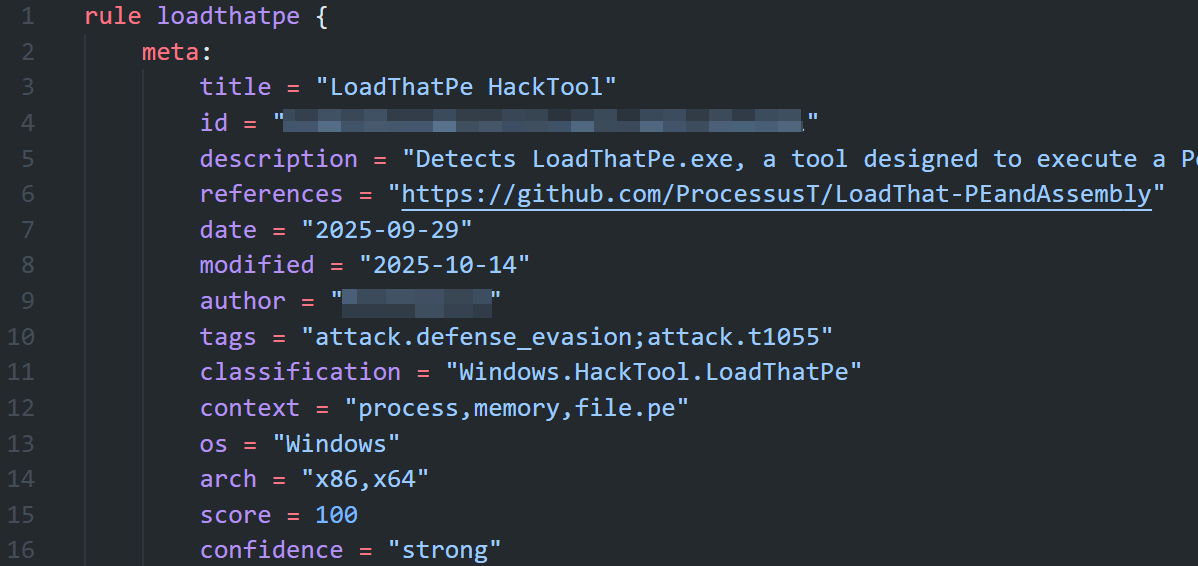 1 rule loadthatpe {
2 meta:
3 title = "LoadThatPe HackTool"
4 id = ""
5 description = "Detects LoadThatPe.exe, a tool designed to execute a
6 references = "https://github.com/ProcessusT/LoadThat-PEandAssembly"
7 date = "2025-09-29"
8 modified = "2025-10-14"
9 author = ""
10 tags = "attack.defense_evasion;attack.t1055"
11 classification = "Windows.HackTool.LoadThatPe"
12 context = "process,memory,file.pe"
13 os = "Windows"
14 arch = "x86,x64"
15 score = 100
16 confidence = "strong"